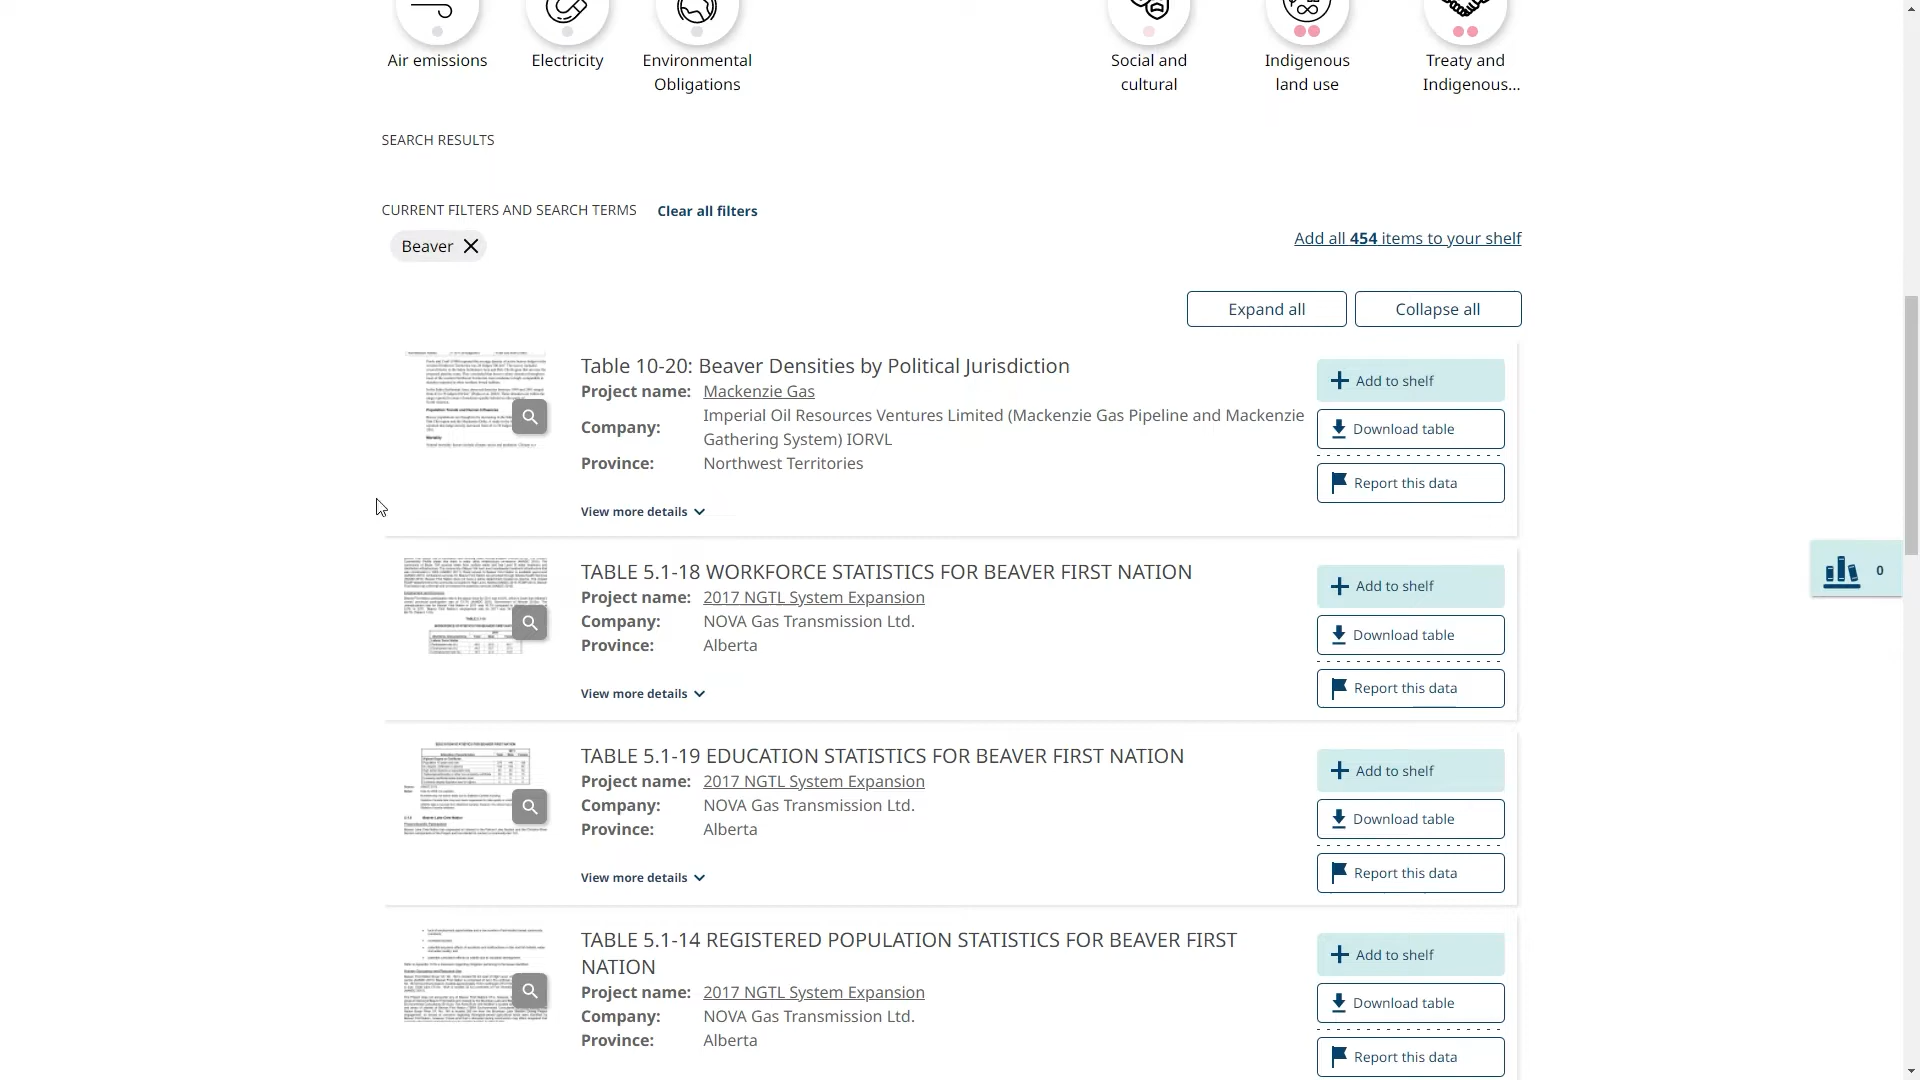 Air emissions
Electricity
Environmental
Obligations
Social and
cultural
Indigenous
land use
Treaty and
Indigenous...
SEARCH RESULTS
CURRENT FILTERS AND SEARCH TERMS Clear all filters
Beaver
Add all 454 items to your shelf
Expand all
Collapse all
Table 10-20: Beaver Densities by Political Jurisdiction
Project name: Mackenzie Gas
Company: Imperial Oil Resources Ventures Limited (Mackenzie Gas Pipeline and Mackenzie
Gathering System) IORVL
Province: Northwest Territories
View more details
Add to shelf
Download table
Report this data
TABLE 5.1-18 WORKFORCE STATISTICS FOR BEAVER FIRST NATION
Project name: 2017 NGTL System Expansion
Company: NOVA Gas Transmission Ltd.
Province: Alberta
View more details
Add to shelf
Download table
Report this data
0
TABLE 5.1-19 EDUCATION STATISTICS FOR BEAVER FIRST NATION
Project name: 2017 NGTL System Expansion
Company: NOVA Gas Transmission Ltd.
Province: Alberta
View more details
Add to shelf
Download table
Report this data
TABLE 5.1-14 REGISTERED POPULATION STATISTICS FOR BEAVER FIRST
NATION
Project name: 2017 NGTL System Expansion
Company: NOVA Gas Transmission Ltd.
Province: Alberta
Add to shelf
Download table
Report this data